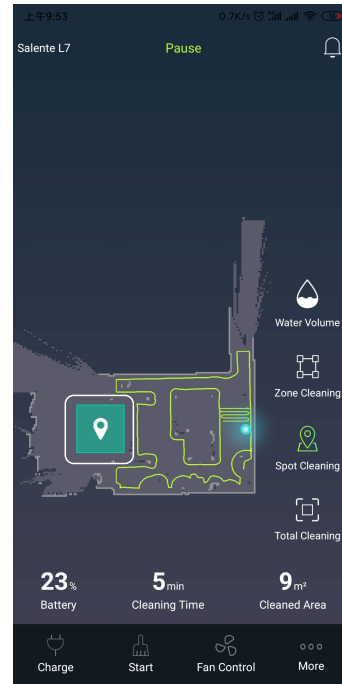 上午9:53 0.7K/s 16
Salente L7 Pause
Water Volume
Zone Cleaning
Spot Cleaning
Total Cleaning
23% 5min 9m²
Battery Cleaning Time Cleaned Area
Charge Start Fan Control More